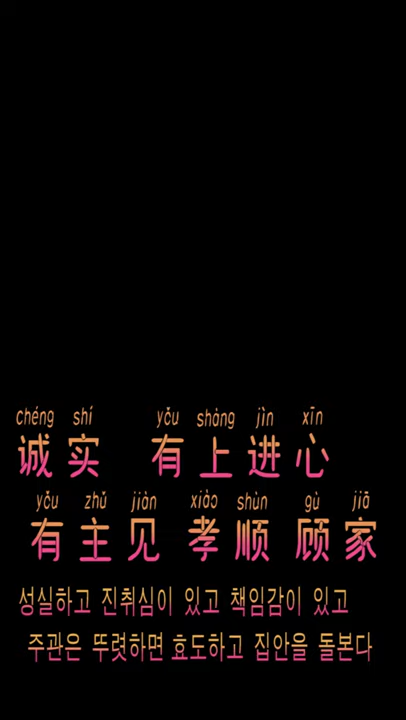 chéng shí yǒu shàng jìn xīn
诚实 有上进心
yǒu zhǔ jiàn xiào shùn gù jiā
有主见 孝顺 顾家
성실하고 진취심이 있고 책임감이 있고
주관은 뚜렷하면 효도하고 집안을 돌본다